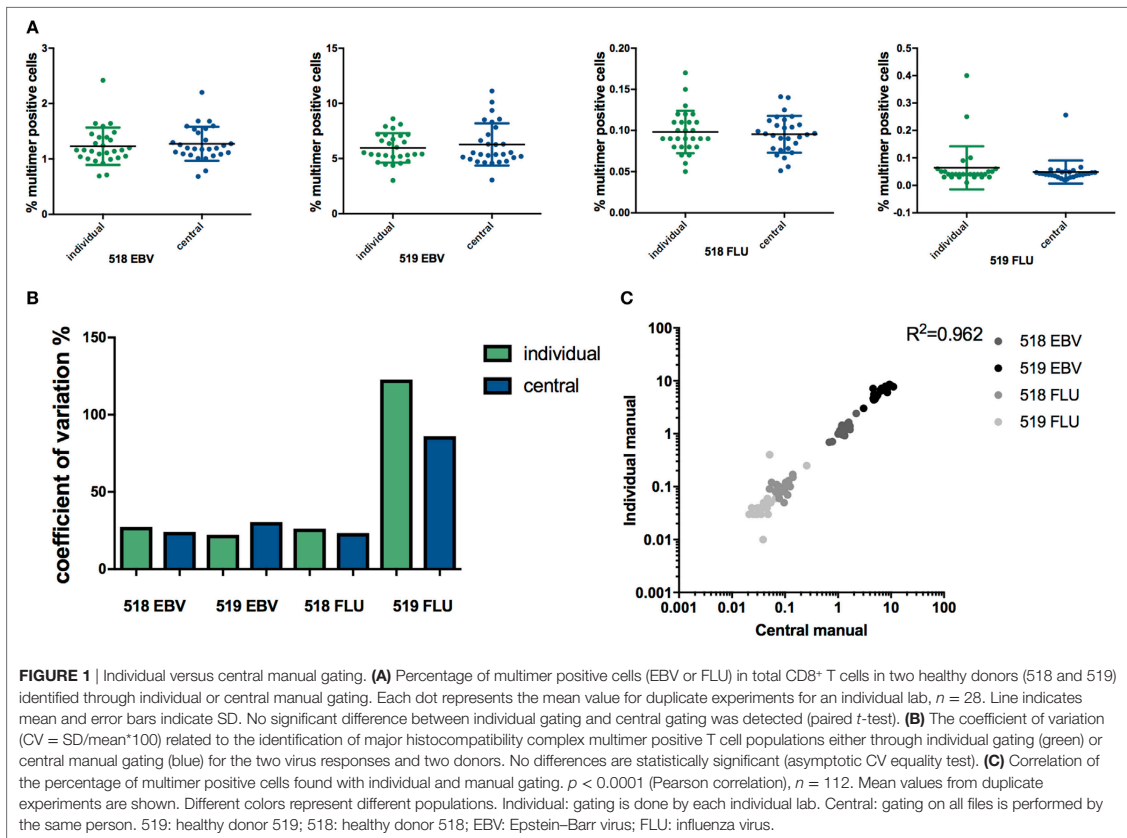 A
% multimer positive cells
3
2
1
0
individual
central
518 EBV
% multimer positive cells
15
10
5
0
individual
central
519 EBV
% multimer positive cells
0.20
0.15
0.10
0.05
0.00
individual
central
518 FLU
% multimer positive cells
0.5
0.4
0.3
0.2
0.1
0.0
-0.1
individual
central
519 FLU
B
coefficient of variation %
150
100
50
0
individual
central
518 EBV
519 EBV
518 FLU
519 FLU
C
Individual manual
100
10
1
0.1
0.01
0.001
0.001
0.01
0.1
1
10
100
Central manual
R²=0.962
518 EBV
519 EBV
518 FLU
519 FLU
FIGURE 1 | Individual versus central manual gating. (A) Percentage of multimer positive cells (EBV or FLU) in total CD8⁺ T cells in two healthy donors (518 and 519)
identified through individual or central manual gating. Each dot represents the mean value for duplicate experiments for an individual lab, n = 28. Line indicates
mean and error bars indicate SD. No significant difference between individual gating and central gating was detected (paired t-test). (B) The coefficient of variation
(CV = SD/mean*100) related to the identification of major histocompatibility complex multimer positive T cell populations either through individual gating (green) or
central manual gating (blue) for the two virus responses and two donors. No differences are statistically significant (asymptotic CV equality test). (C) Correlation of
the percentage of multimer positive cells found with individual and manual gating. p < 0.0001 (Pearson correlation), n = 112. Mean values from duplicate
experiments are shown. Different colors represent different populations. Individual: gating is done by each individual lab. Central: gating on all files is performed by
the same person. 519: healthy donor 519; 518: healthy donor 518; EBV: Epstein–Barr virus; FLU: influenza virus.